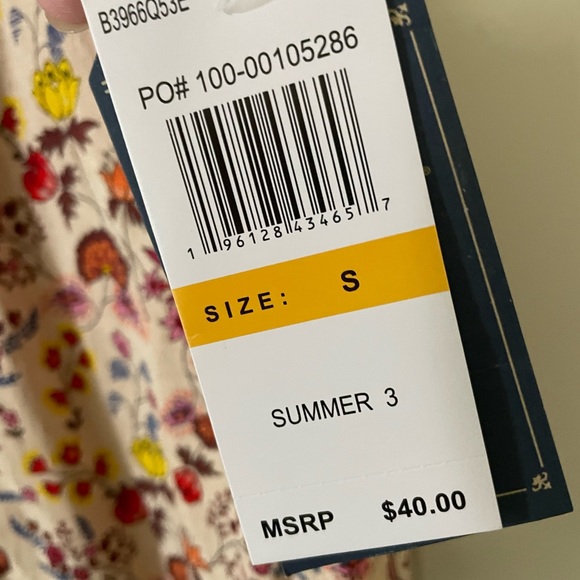 B3966Q53E
PO# 100-00105286
1 96128 43465 7
SIZE: S
SUMMER 3
MSRP $40.00